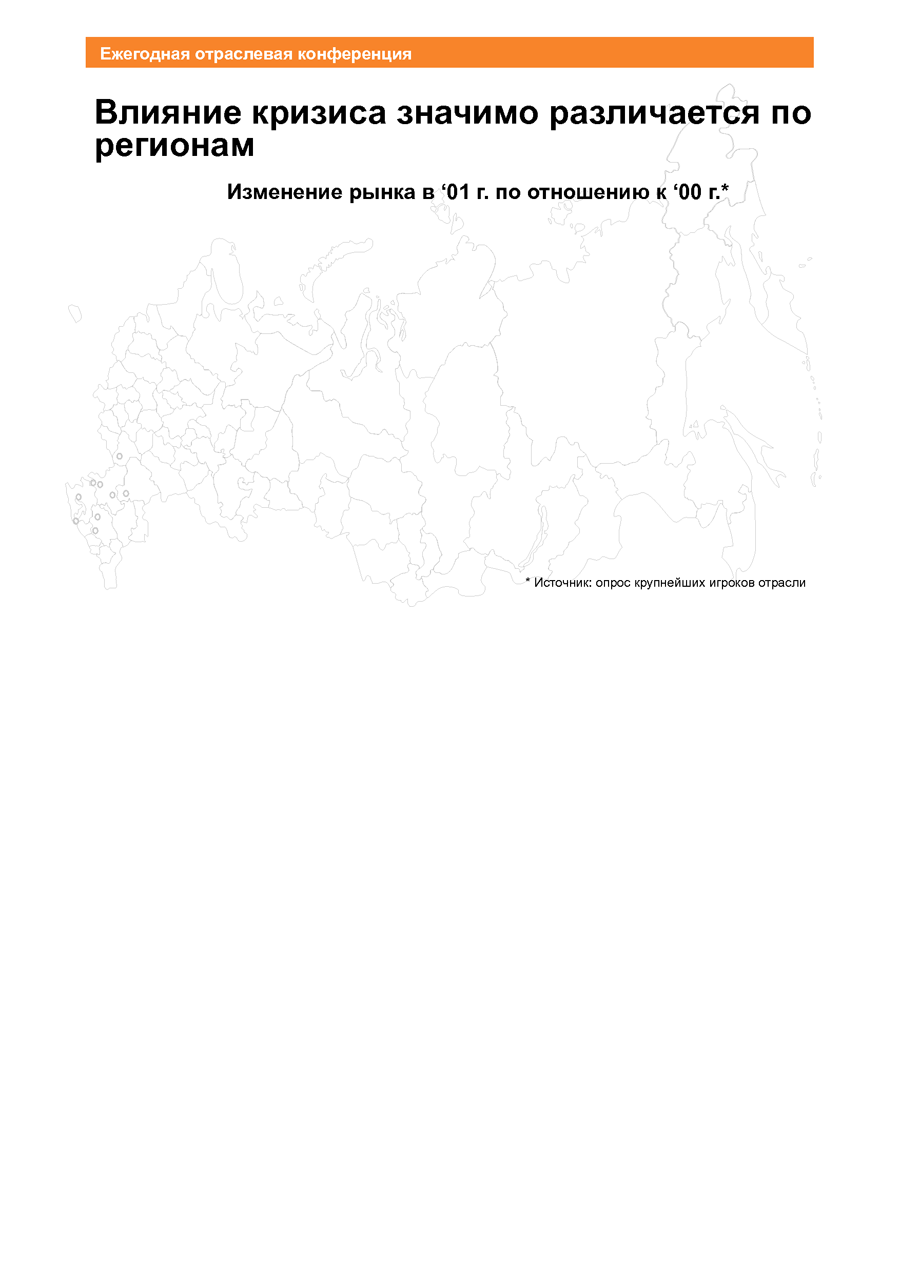 Ежегодная отраслевая конференция
Влияние кризиса значимо различается по
регионам
Изменение рынка в ‘01 г. по отношению к ‘00 г.*
* Источник: опрос крупнейших игроков отрасли